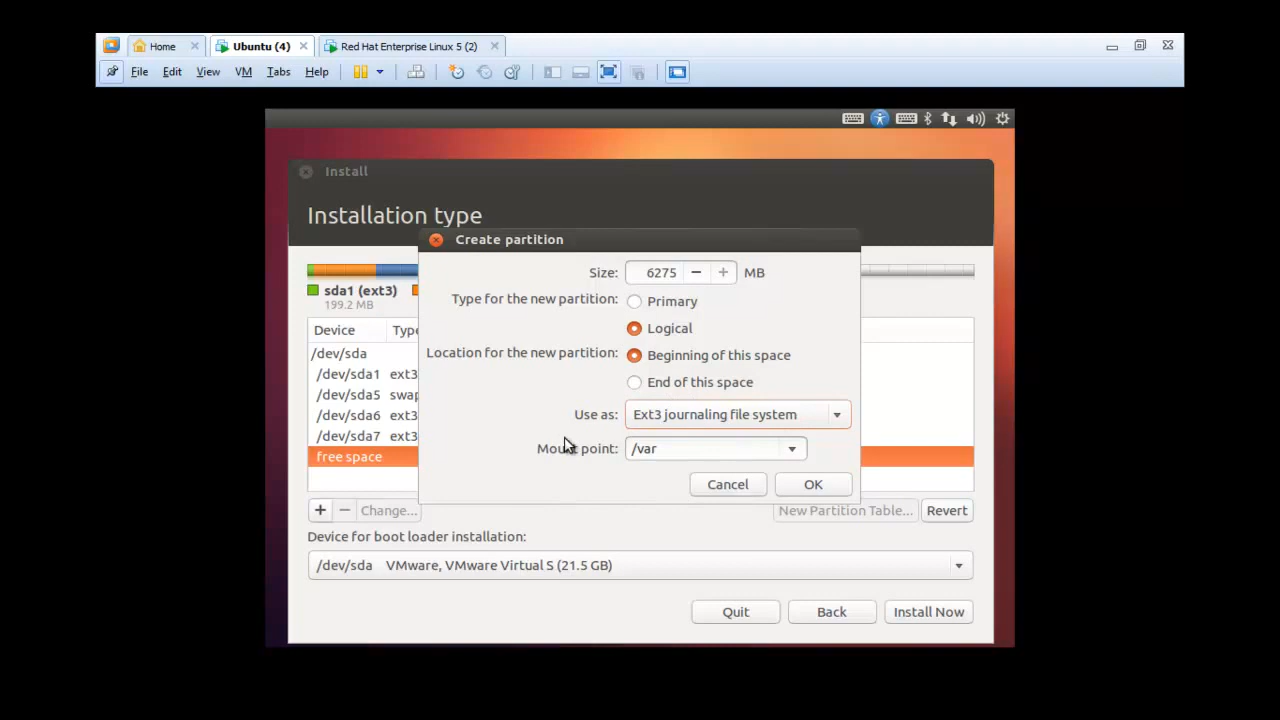 Home
Ubuntu (4)
Red Hat Enterprise Linux 5 (2)
File Edit View VM Tabs Help
Install
Installation type
Create partition
Size: 6275 MB
sda1 (ext3)
199.2 MB
Type for the new partition: Primary
Logical
Location for the new partition: Beginning of this space
End of this space
Use as: Ext3 journaling file system
Mount point: /var
Cancel OK
Device Type
/dev/sda
/dev/sda1 ext3
/dev/sda5 swap
/dev/sda6 ext3
/dev/sda7 ext3
free space
+ − Change... New Partition Table... Revert
Device for boot loader installation:
/dev/sda VMware, VMware Virtual S (21.5 GB)
Quit Back Install Now